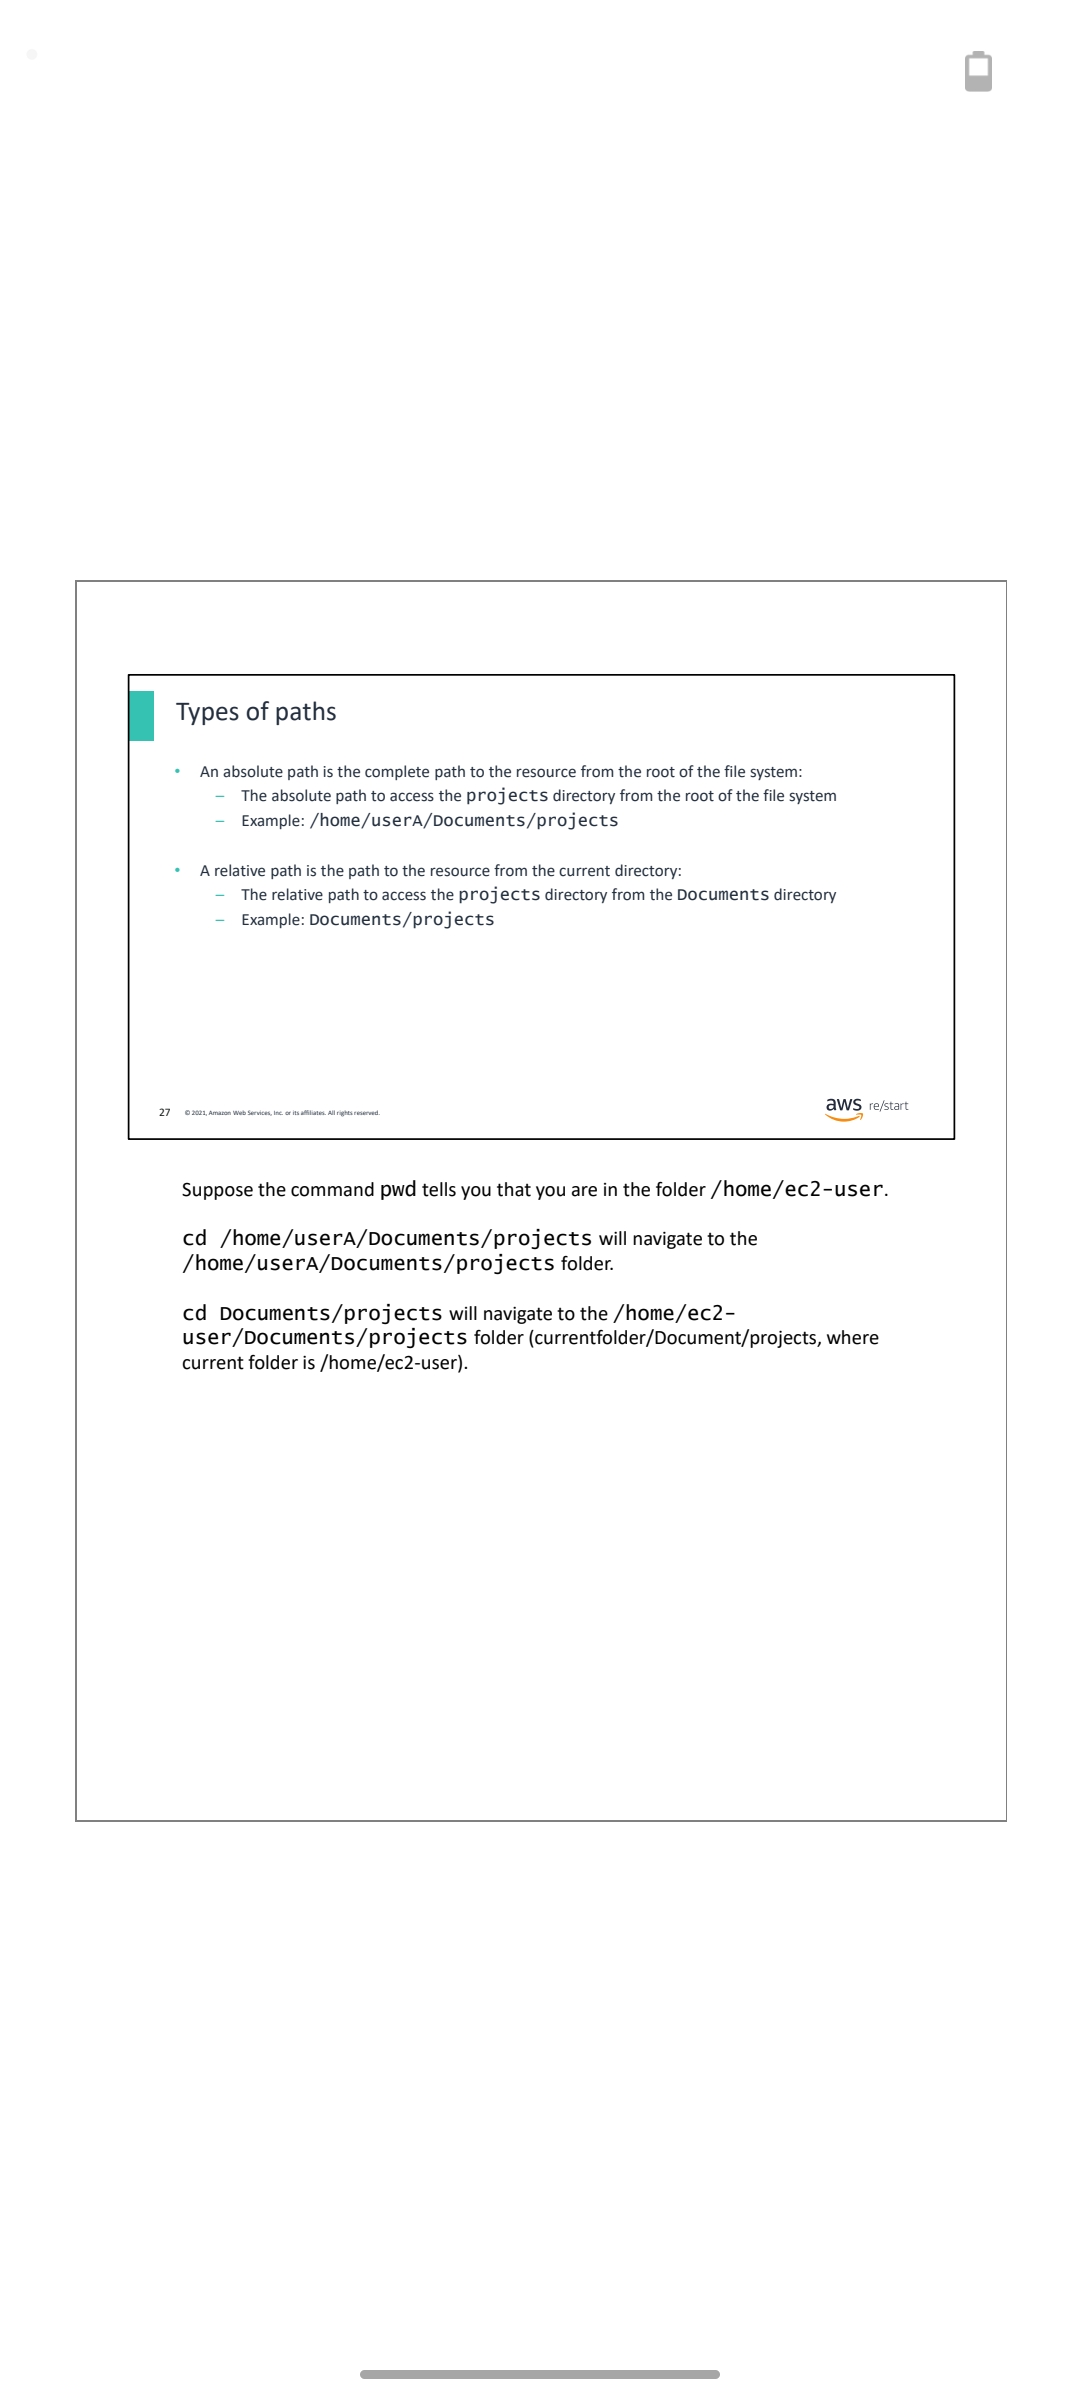 Types of paths
• An absolute path is the complete path to the resource from the root of the file system:
– The absolute path to access the projects directory from the root of the file system
– Example: /home/userA/Documents/projects
• A relative path is the path to the resource from the current directory:
– The relative path to access the projects directory from the Documents directory
– Example: Documents/projects
27 © 2021, Amazon Web Services, Inc. or its affiliates. All rights reserved.
aws re/start
Suppose the command pwd tells you that you are in the folder /home/ec2-user.
cd /home/userA/Documents/projects will navigate to the
/home/userA/Documents/projects folder.
cd Documents/projects will navigate to the /home/ec2-
user/Documents/projects folder (currentfolder/Document/projects, where
current folder is /home/ec2-user).